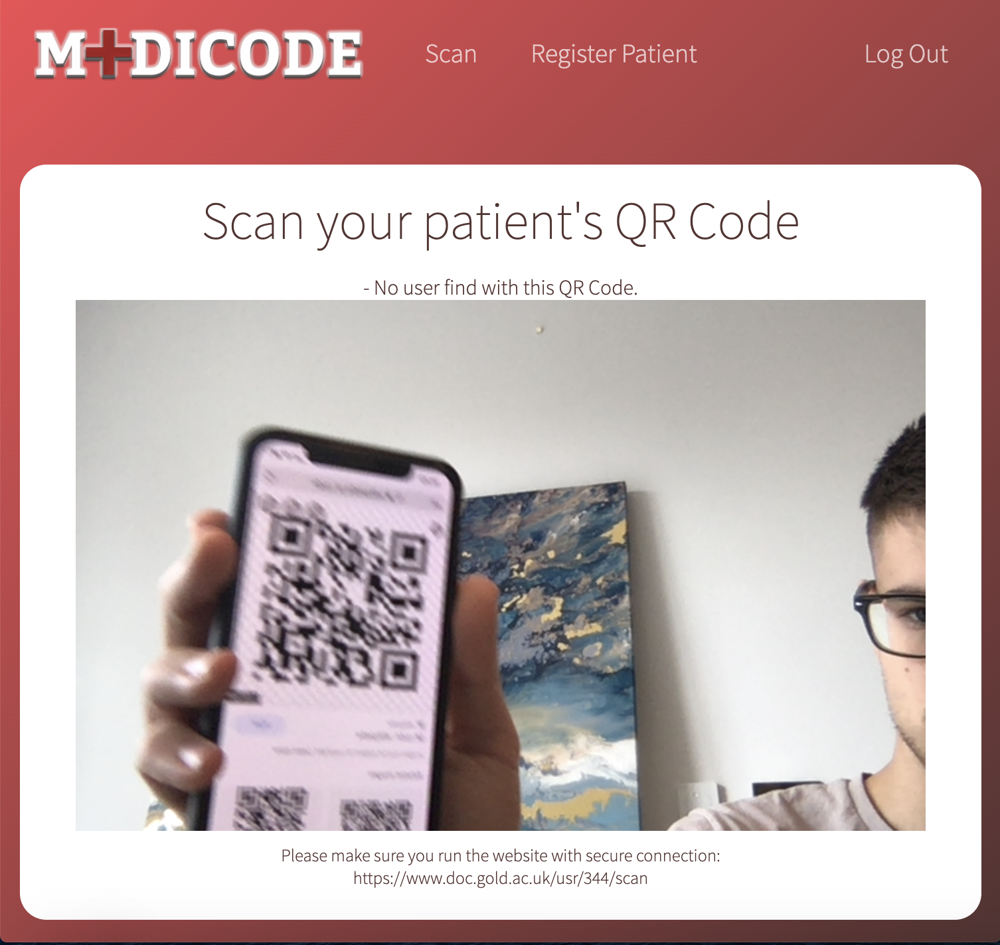 M DICODE
Scan
Register Patient
Log Out
Scan your patient's QR Code
- No user find with this QR Code.
Please make sure you run the website with secure connection:
https://www.doc.gold.ac.uk/usr/344/scan